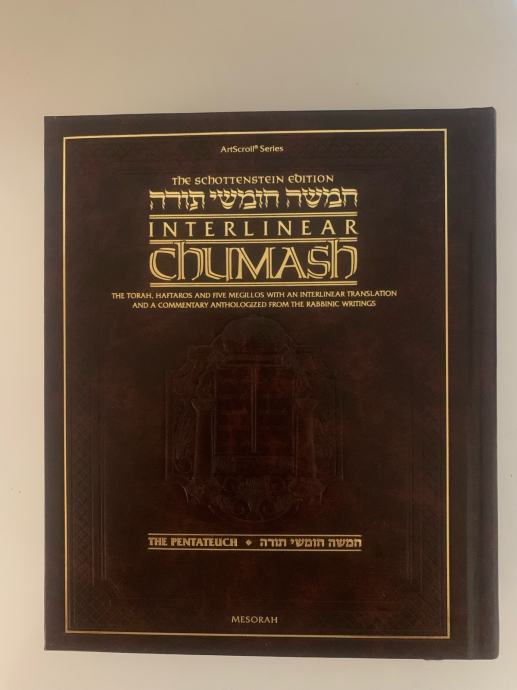 ArtScroll® Series
THE SCHOTTENSTEIN EDITION
חמשה חומשי תורה
INTERLINEAR
CHUMASH
THE TORAH, HAFTAROS AND FIVE MEGILLOS WITH AN INTERLINEAR TRANSLATION
AND A COMMENTARY ANTHOLOGIZED FROM THE RABBINIC WRITINGS
THE PENTATEUCH ◆ חמשה חומשי תורה
MESORAH